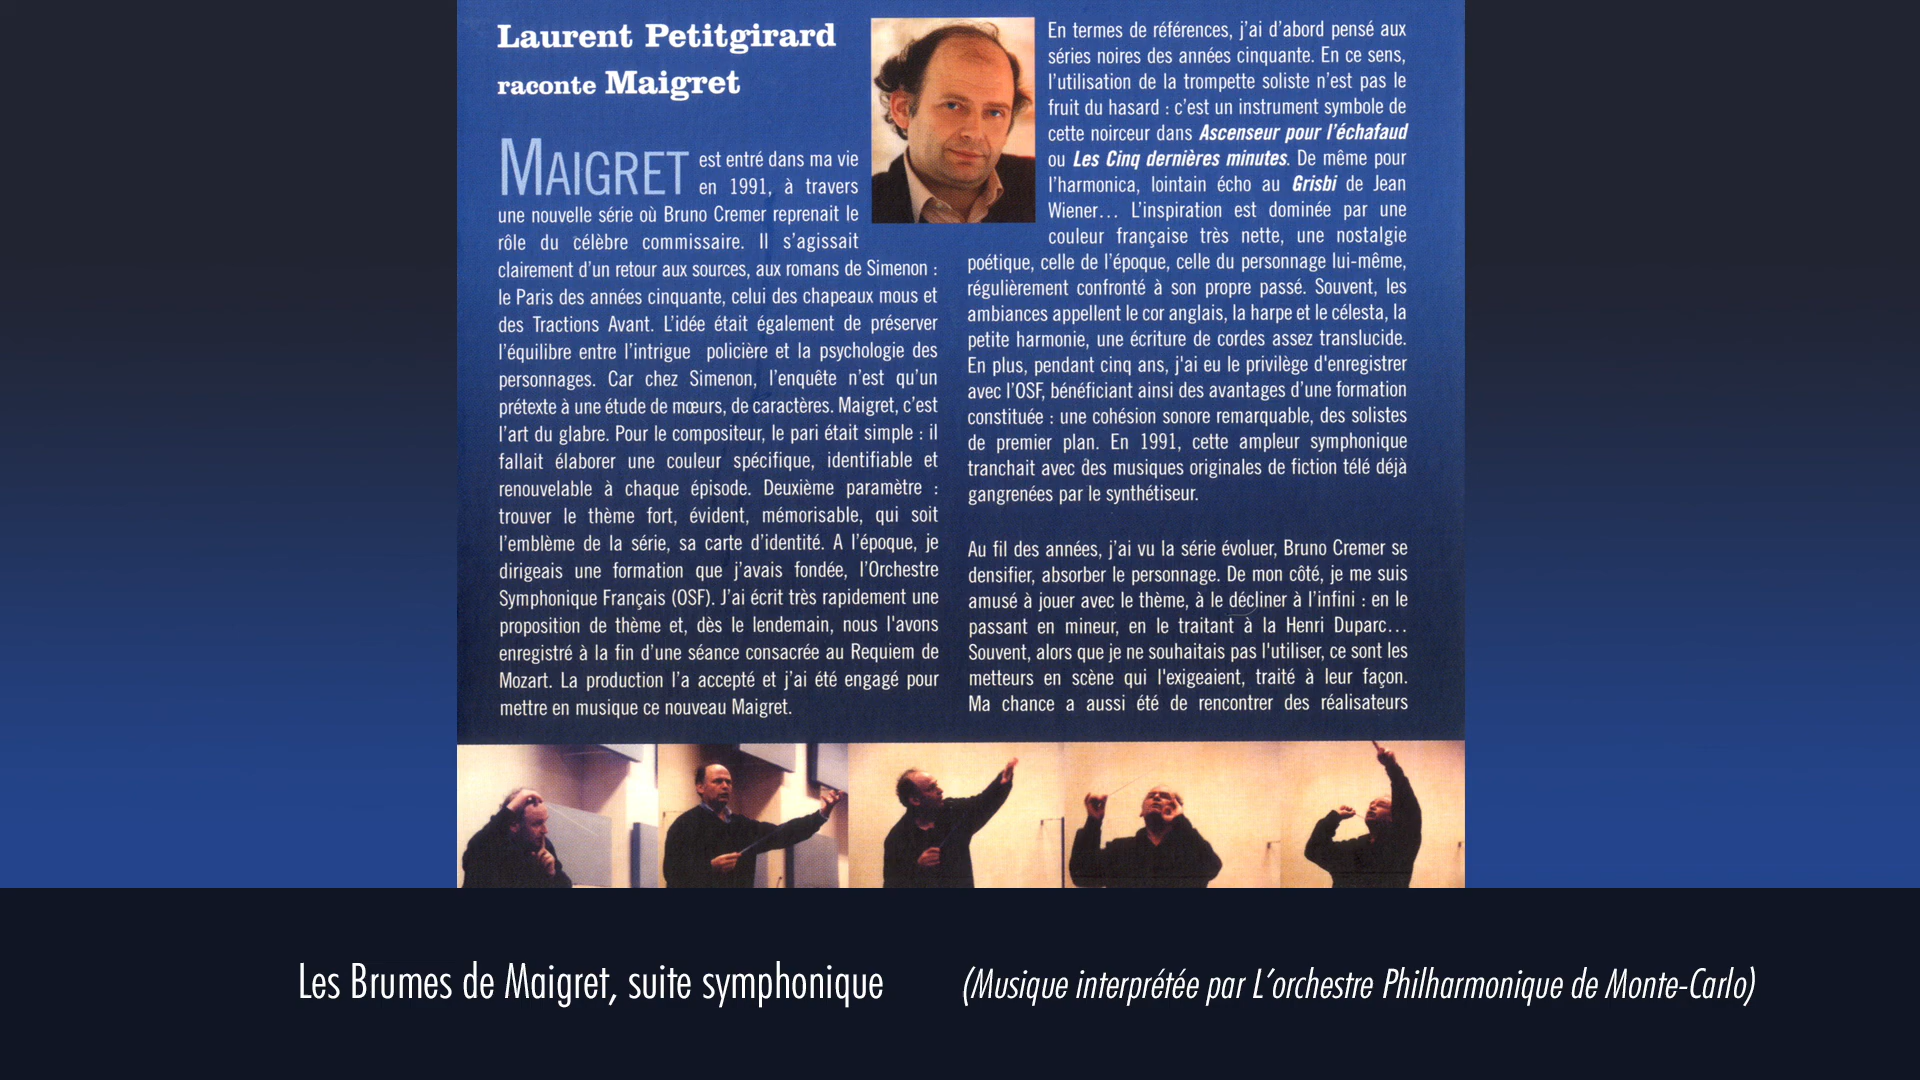 Laurent Petitgirard
raconte Maigret
MAIGRET est entré dans ma vie
en 1991, à travers
une nouvelle série où Bruno Cremer reprenait le
rôle du célèbre commissaire. Il s’agissait
clairement d’un retour aux sources, aux romans de Simenon :
le Paris des années cinquante, celui des chapeaux mous et
des Tractions Avant. L’idée était également de préserver
l’équilibre entre l’intrigue policière et la psychologie des
personnages. Car chez Simenon, l’enquête n’est qu’un
prétexte à une étude de mœurs, de caractères. Maigret, c’est
l’art du glabre. Pour le compositeur, le pari était simple : il
fallait élaborer une couleur spécifique, identifiable et
renouvelable à chaque épisode. Deuxième paramètre :
trouver le thème fort, évident, mémorisable, qui soit
l’emblème de la série, sa carte d’identité. A l’époque, je
dirigeais une formation que j’avais fondée, l’Orchestre
Symphonique Français (OSF). J’ai écrit très rapidement une
proposition de thème et, dès le lendemain, nous l'avons
enregistré à la fin d’une séance consacrée au Requiem de
Mozart. La production l’a accepté et j’ai été engagé pour
mettre en musique ce nouveau Maigret.
En termes de références, j’ai d’abord pensé aux
séries noires des années cinquante. En ce sens,
l’utilisation de la trompette soliste n’est pas le
fruit du hasard : c’est un instrument symbole de
cette noirceur dans Ascenseur pour l’échafaud
ou Les Cinq dernières minutes. De même pour
l’harmonica, lointain écho au Grisbi de Jean
Wiener… L’inspiration est dominée par une
couleur française très nette, une nostalgie
poétique, celle de l’époque, celle du personnage lui-même,
régulièrement confronté à son propre passé. Souvent, les
ambiances appellent le cor anglais, la harpe et le célesta, la
petite harmonie, une écriture de cordes assez translucide.
En plus, pendant cinq ans, j'ai eu le privilège d'enregistrer
avec l’OSF, bénéficiant ainsi des avantages d’une formation
constituée : une cohésion sonore remarquable, des solistes
de premier plan. En 1991, cette ampleur symphonique
tranchait avec des musiques originales de fiction télé déjà
gangrenées par le synthétiseur.
Au fil des années, j’ai vu la série évoluer, Bruno Cremer se
densifier, absorber le personnage. De mon côté, je me suis
amusé à jouer avec le thème, à le décliner à l’infini : en le
passant en mineur, en le traitant à la Henri Duparc…
Souvent, alors que je ne souhaitais pas l'utiliser, ce sont les
metteurs en scène qui l'exigeaient, traité à leur façon.
Ma chance a aussi été de rencontrer des réalisateurs
Les Brumes de Maigret, suite symphonique (Musique interprétée par L’orchestre Philharmonique de Monte-Carlo)